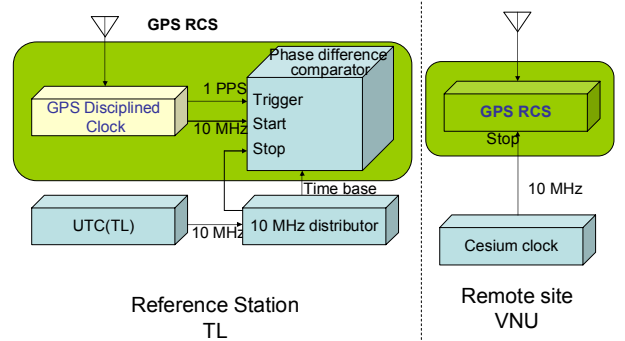 GPS RCS
Phase difference
comparator
GPS Disciplined
Clock
1 PPS
10 MHz
Trigger
Start
Stop
Time base
UTC(TL)
10 MHz
10 MHz distributor
Reference Station
TL
GPS RCS
Stop
10 MHz
Cesium clock
Remote site
VNU